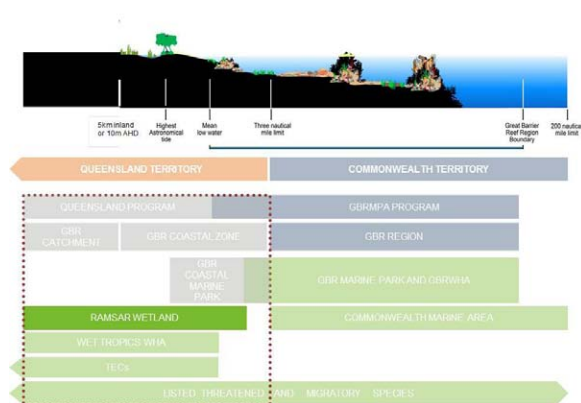 5km inland
or 10m AHD
Highest
Astronomical
tide
Mean
low water
Three nautical
mile limit
Great Barrier
Reef Region
Boundary
200 nautical
mile limit
QUEENSLAND TERRITORY
COMMONWEALTH TERRITORY
QUEENSLAND PROGRAM
GBRMPA PROGRAM
GBR
CATCHMENT
GBR COASTAL ZONE
GBR REGION
GBR
COASTAL
MARINE
PARK
GBR MARINE PARK AND GBRWHA
RAMSAR WETLAND
COMMONWEALTH MARINE AREA
WET TROPICS WHA
TECs
LISTED THREATENED AND MIGRATORY SPECIES